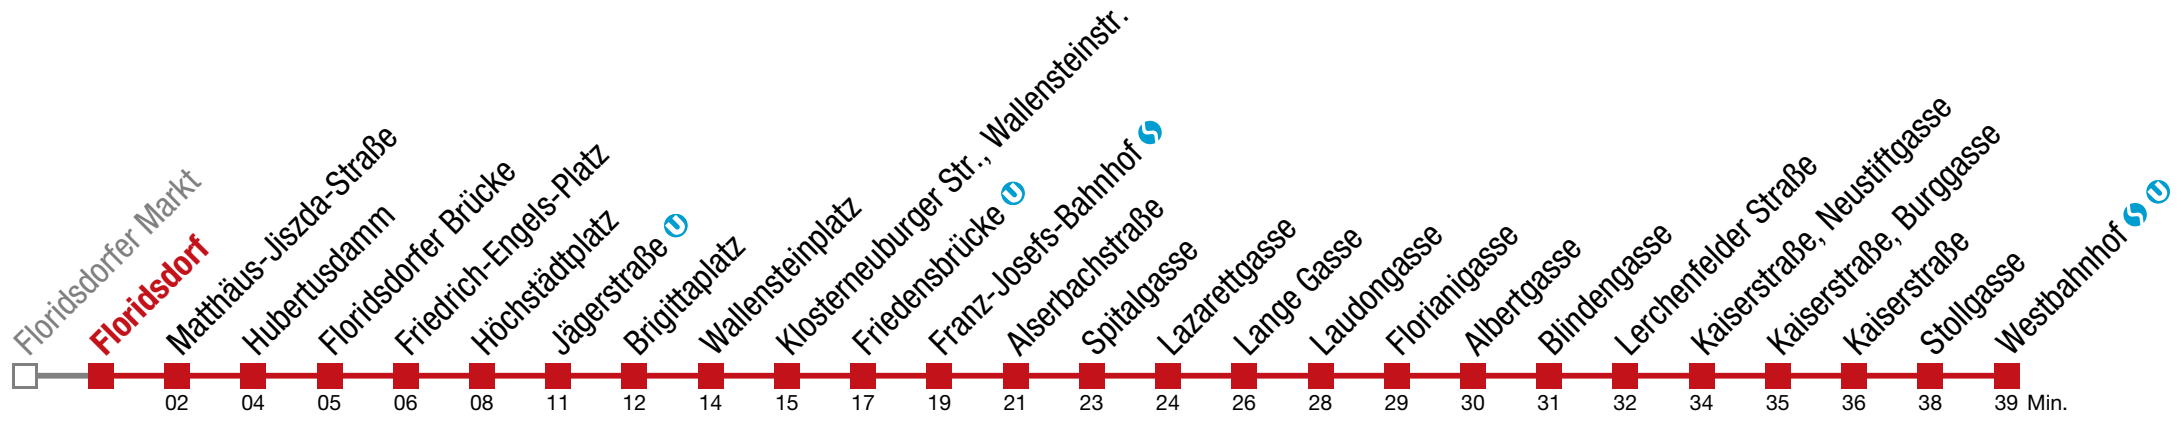 Floridsdorfer Markt
Floridsdorf
Matthäus-Jiszda-Straße
Hubertusdamm
Floridsdorfer Brücke
Friedrich-Engels-Platz
Höchstädtplatz
Jägerstraße U
Brigittaplatz
Wallensteinplatz
Klosterneuburger Str., Wallensteinstr.
Friedensbrücke U
Franz-Josefs-Bahnhof S
Alserbachstraße
Spitalgasse
Lazarettgasse
Lange Gasse
Laudongasse
Florianigasse
Albertgasse
Blindengasse
Lerchenfelder Straße
Kaiserstraße, Neustiftgasse
Kaiserstraße, Burggasse
Kaiserstraße
Stollgasse
Westbahnhof S U
02 04 05 06 08 11 12 14 15 17 19 21 23 24 26 28 29 30 31 32 34 35 36 38 39 Min.